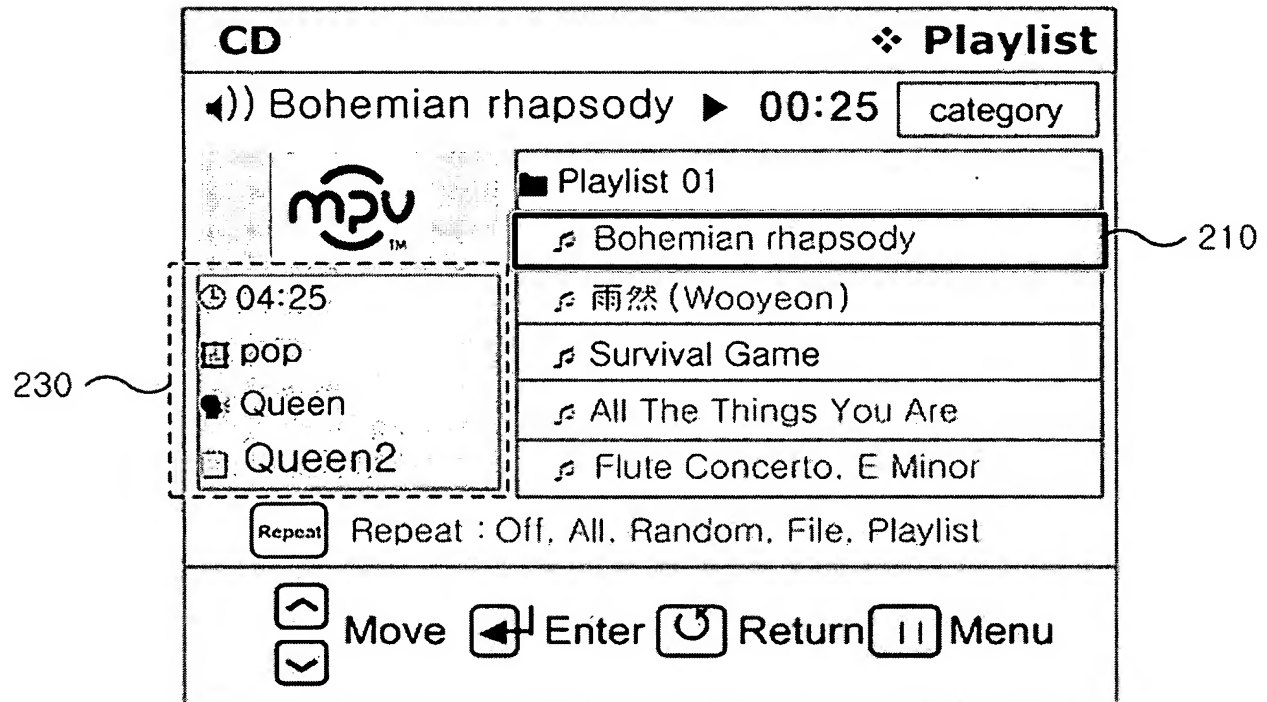 CD ❖ Playlist
Bohemian rhapsody ▶ 00:25 category
mpv TM
Playlist 01
Bohemian rhapsody
210
雨然 (Wooyeon)
Survival Game
All The Things You Are
Flute Concerto. E Minor
04:25
pop
230
Queen
Queen2
Repeat Repeat : Off, All, Random, File, Playlist
Move Enter Return Menu